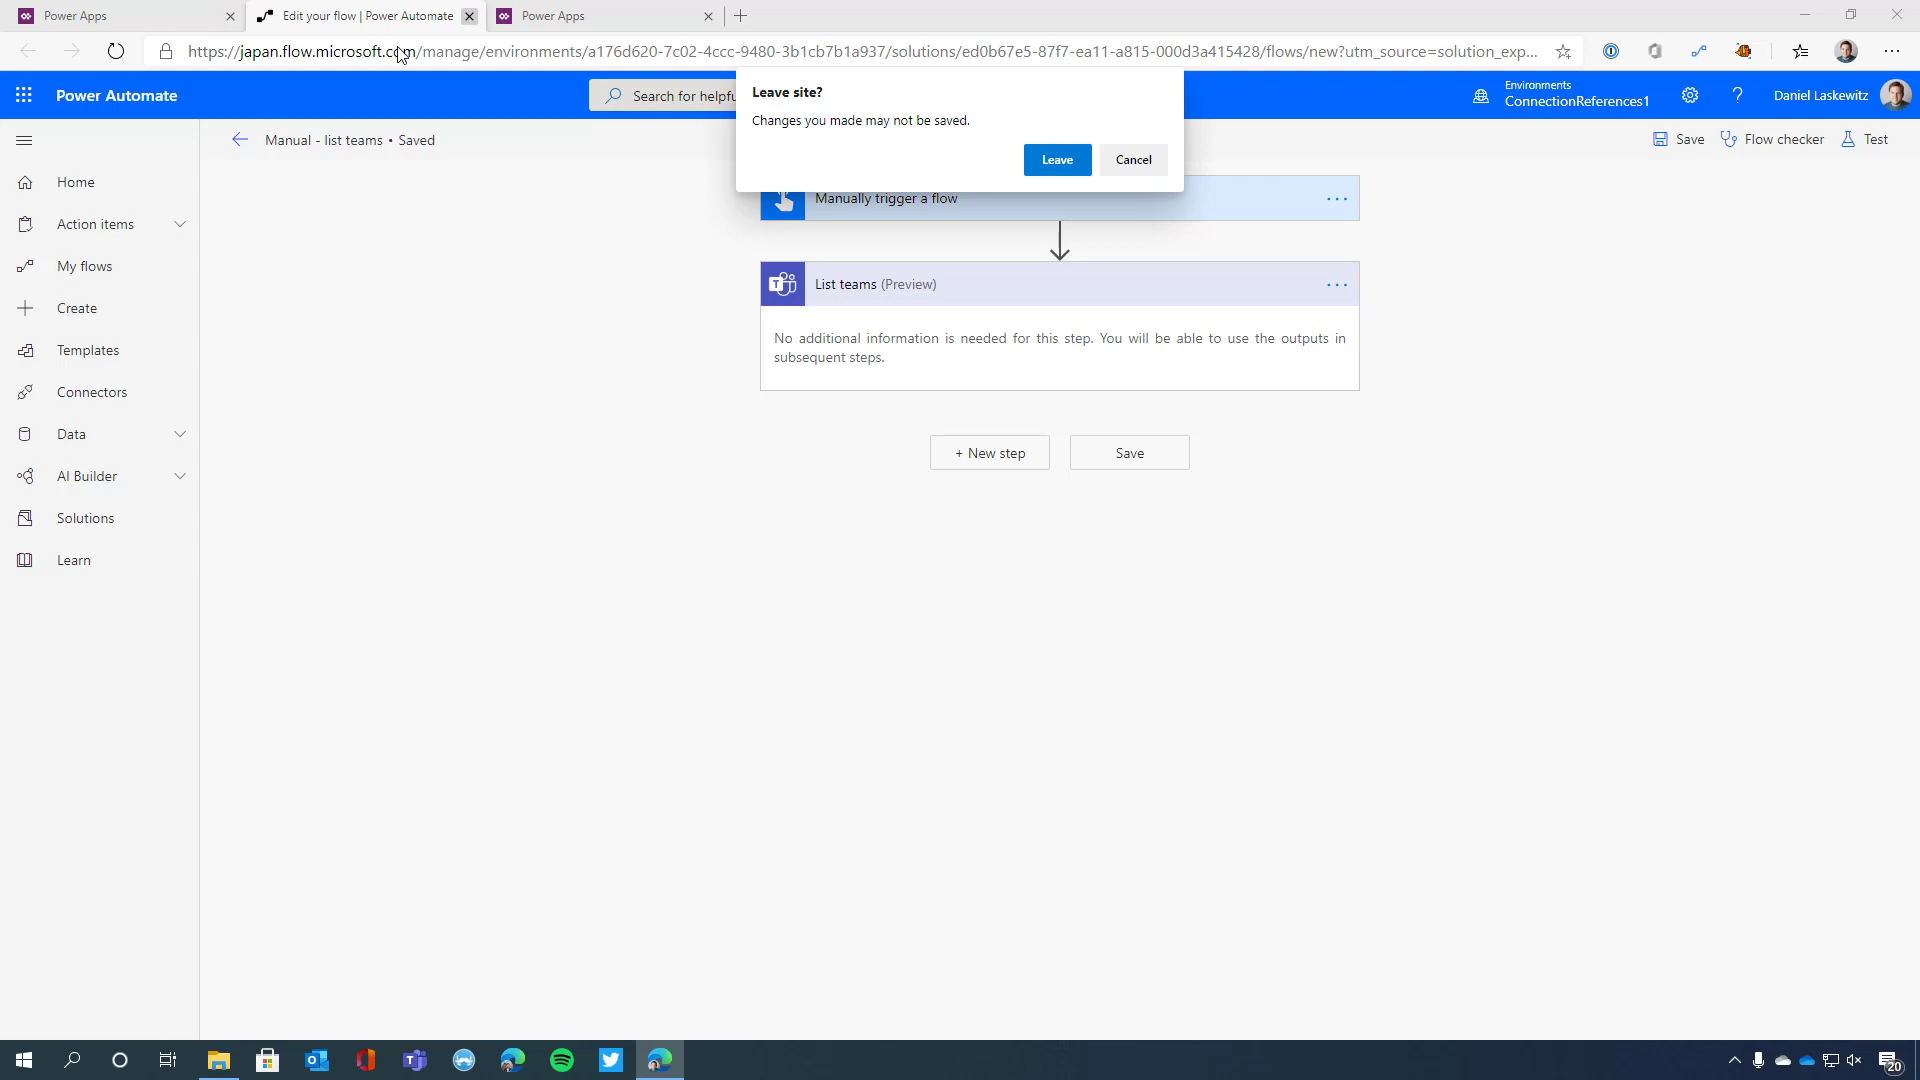 Power Apps
Edit your flow | Power Automate
Power Apps
https://japan.flow.microsoft.com/manage/environments/a176d620-7c02-4ccc-9480-3b1cb7b1a937/solutions/ed0b67e5-87f7-ea11-a815-000d3a415428/flows/new?utm_source=solution_exp...
Power Automate
Search for helpfu
Environments
ConnectionReferences1
?
Daniel Laskewitz
Leave site?
Changes you made may not be saved.
Leave
Cancel
Manual - list teams • Saved
Save
Flow checker
Test
Home
Action items
My flows
Create
Templates
Connectors
Data
AI Builder
Solutions
Learn
Manually trigger a flow
List teams (Preview)
No additional information is needed for this step. You will be able to use the outputs in
subsequent steps.
+ New step
Save
20